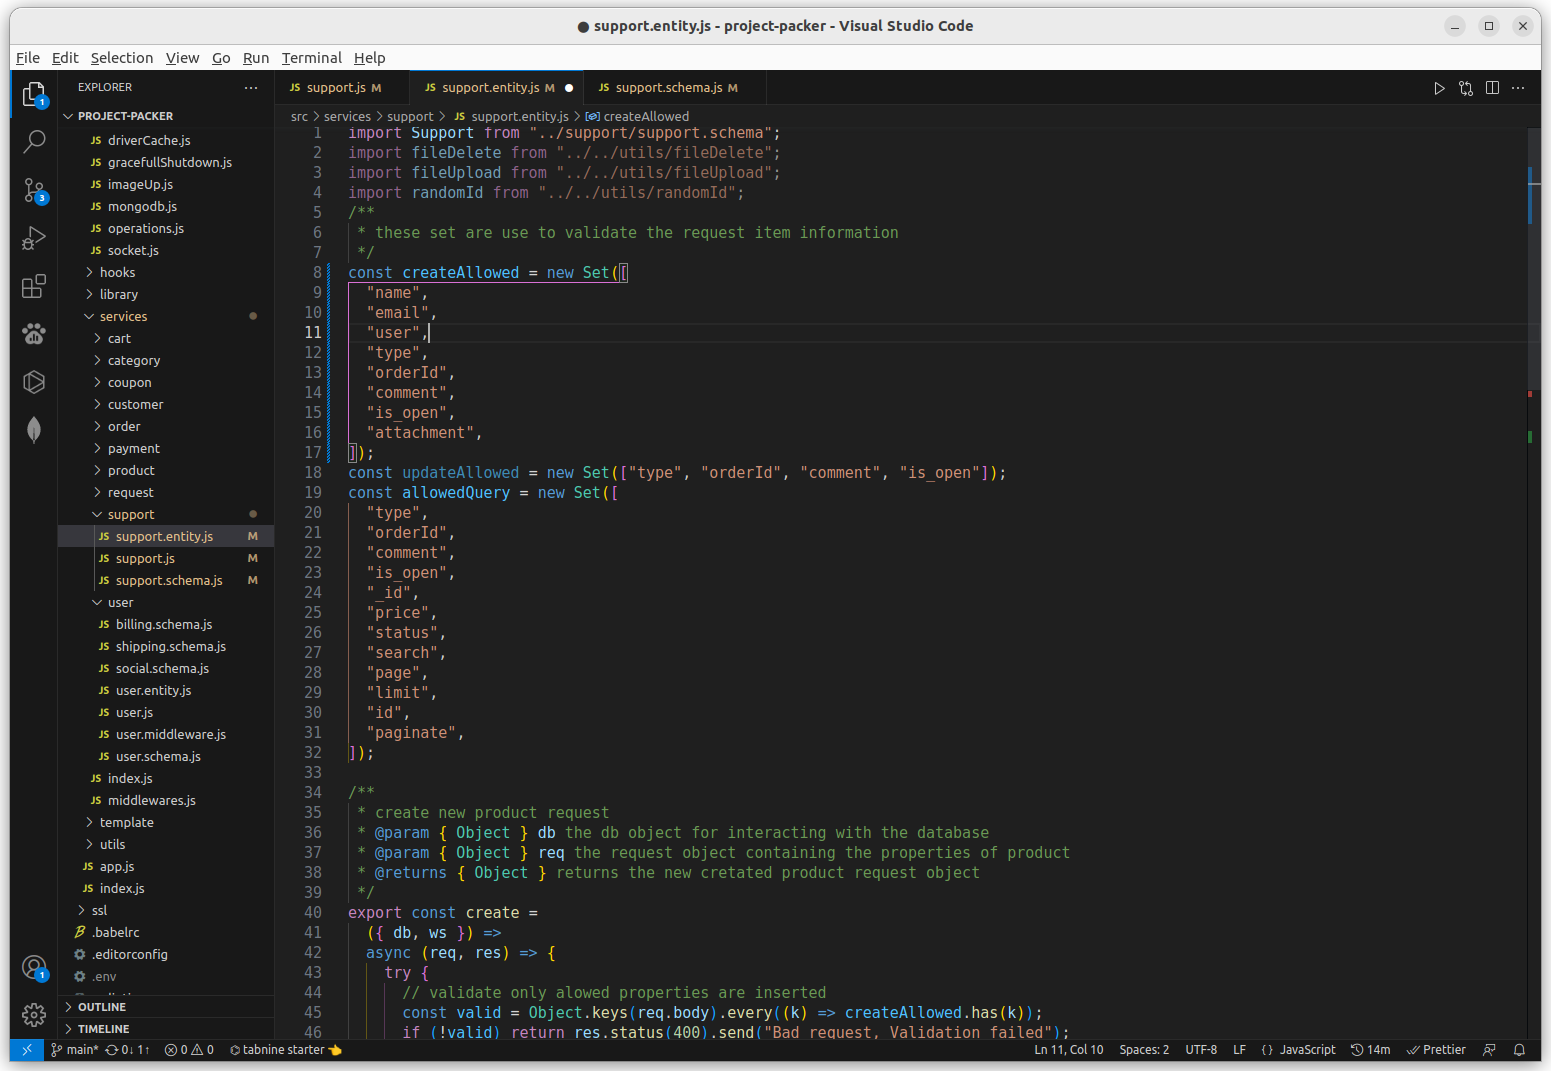 ● support.entity.js - project-packer - Visual Studio Code
File Edit Selection View Go Run Terminal Help
EXPLORER ···
JS support.js M JS support.entity.js M ● JS support.schema.js M
src > services > support > JS support.entity.js > createAllowed
PROJECT-PACKER
JS driverCache.js
JS gracefullShutdown.js
JS imageUp.js
JS mongodb.js
JS operations.js
JS socket.js
hooks
library
services
cart
category
coupon
customer
order
payment
product
request
support
JS support.entity.js M
JS support.js M
JS support.schema.js M
user
JS billing.schema.js
JS shipping.schema.js
JS social.schema.js
JS user.entity.js
JS user.js
JS user.middleware.js
JS user.schema.js
JS index.js
JS middlewares.js
template
utils
JS app.js
JS index.js
ssl
.babelrc
.editorconfig
.env
OUTLINE
TIMELINE
1
3
1
1 import Support from "../support/support.schema";
2 import fileDelete from "../../utils/fileDelete";
3 import fileUpload from "../../utils/fileUpload";
4 import randomId from "../../utils/randomId";
5 /**
6  * these set are use to validate the request item information
7  */
8 const createAllowed = new Set([
9   "name",
10   "email",
11   "user",
12   "type",
13   "orderId",
14   "comment",
15   "is_open",
16   "attachment",
17 ]);
18 const updateAllowed = new Set(["type", "orderId", "comment", "is_open"]);
19 const allowedQuery = new Set([
20   "type",
21   "orderId",
22   "comment",
23   "is_open",
24   "_id",
25   "price",
26   "status",
27   "search",
28   "page",
29   "limit",
30   "id",
31   "paginate",
32 ]);
33
34 /**
35  * create new product request
36  * @param { Object } db the db object for interacting with the database
37  * @param { Object } req the request object containing the properties of product
38  * @returns { Object } returns the new cretated product request object
39  */
40 export const create =
41   ({ db, ws }) =>
42   async (req, res) => {
43     try {
44       // validate only alowed properties are inserted
45       const valid = Object.keys(req.body).every((k) => createAllowed.has(k));
46       if (!valid) return res.status(400).send("Bad request, Validation failed");
main* 0↓ 1↑ 0 0 tabnine starter 👈 Ln 11, Col 10 Spaces: 2 UTF-8 LF {} JavaScript 14m Prettier